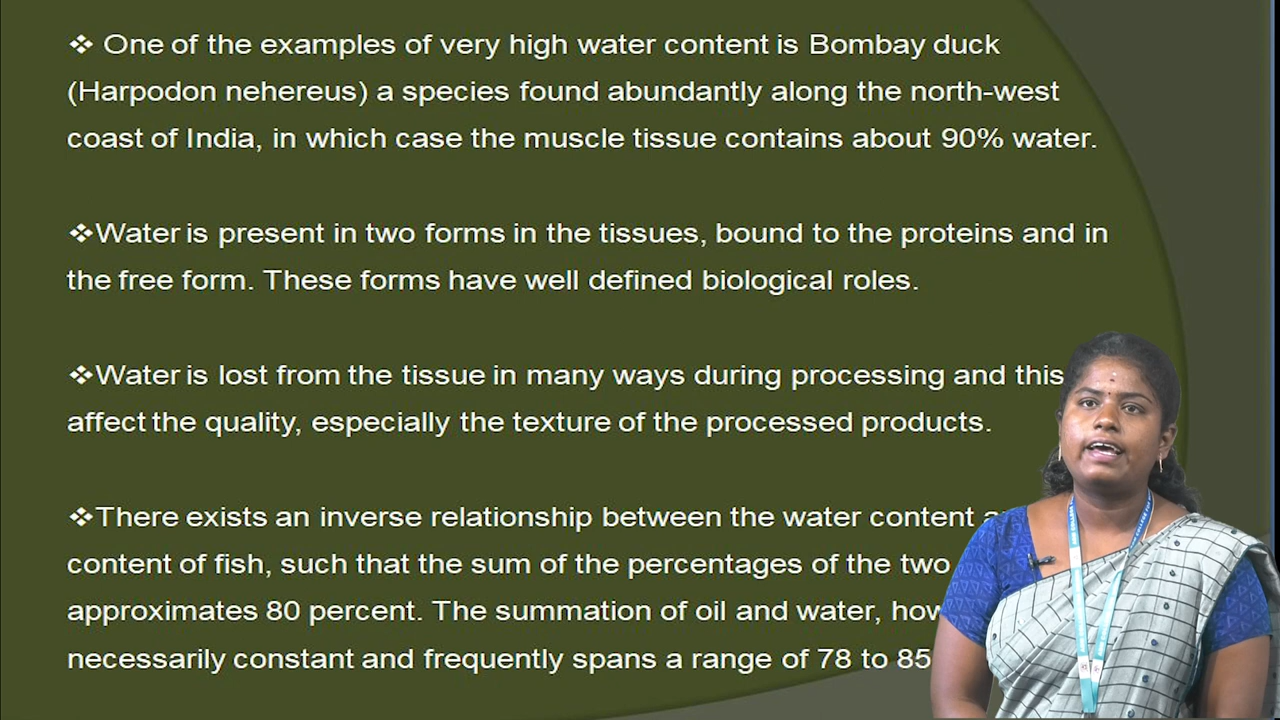 ❖ One of the examples of very high water content is Bombay duck
(Harpodon nehereus) a species found abundantly along the north-west
coast of India, in which case the muscle tissue contains about 90% water.
❖Water is present in two forms in the tissues, bound to the proteins and in
the free form. These forms have well defined biological roles.
❖Water is lost from the tissue in many ways during processing and this
affect the quality, especially the texture of the processed products.
❖There exists an inverse relationship between the water content
content of fish, such that the sum of the percentages of the two
approximates 80 percent. The summation of oil and water,
necessarily constant and frequently spans a range of 78 to 85